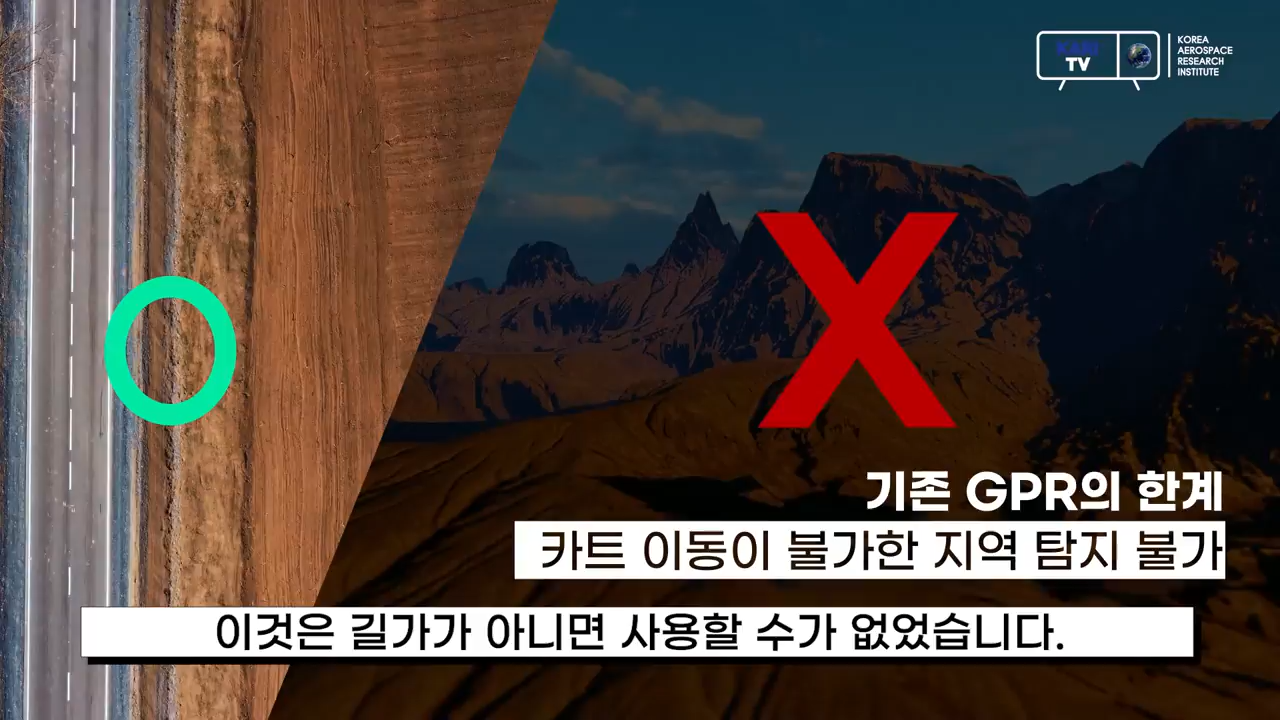 KARI
TV
KOREA
AEROSPACE
RESEARCH
INSTITUTE
X
기존 GPR의 한계
카트 이동이 불가한 지역 탐지 불가
이것은 길가가 아니면 사용할 수가 없었습니다.